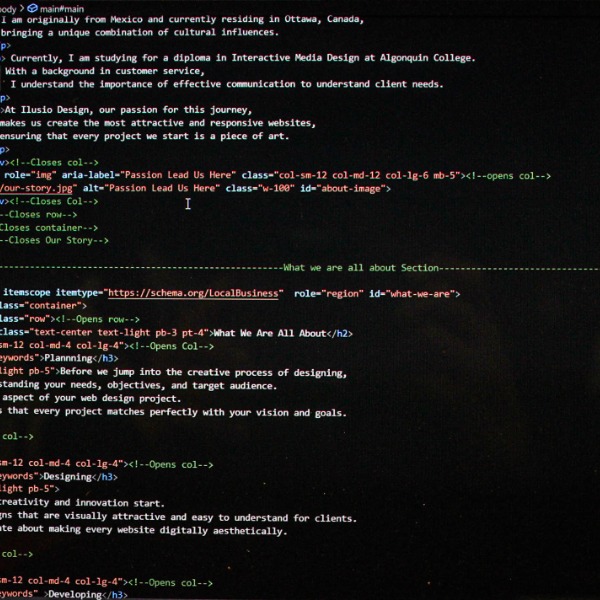 body > main#main
I am originally from Mexico and currently residing in Ottawa, Canada,
bringing a unique combination of cultural influences.
p>
> Currently, I am studying for a diploma in Interactive Media Design at Algonquin College.
With a background in customer service,
I understand the importance of effective communication to understand client needs.
p>
>At Ilusio Design, our passion for this journey,
makes us create the most attractive and responsive websites,
ensuring that every project we start is a piece of art.
p>
v><!--Closes col-->
role="img" aria-label="Passion Lead Us Here" class="col-sm-12 col-md-12 col-lg-6 mb-5"><!--opens col-->
/our-story.jpg" alt="Passion Lead Us Here" class="w-100" id="about-image">
v><!--Closes Col-->
--Closes row-->
Closes container-->
--Closes Our Story-->
--------------------------------------------------What we are all about Section----------------------------
itemscope itemtype="https://schema.org/LocalBusiness" role="region" id="what-we-are">
lass="container">
lass="row"><!--Opens row-->
class="text-center text-light pb-3 pt-4">What We Are All About</h2>
sm-12 col-md-4 col-lg-4"><!--Opens Col-->
eywords">Plannning</h3>
light pb-5">Before we jump into the creative process of designing,
standing your needs, objectives, and target audience.
aspect of your web design project.
s that every project matches perfectly with your vision and goals.
col-->
sm-12 col-md-4 col-lg-4"><!--Opens col-->
eywords">Designing</h3>
light pb-5">
creativity and innovation start.
gns that are visually attractive and easy to understand for clients.
ate about making every website digitally aesthetically.
col-->
sm-12 col-md-4 col-lg-4"><!--Opens col-->
eywords" >Developing</h3>